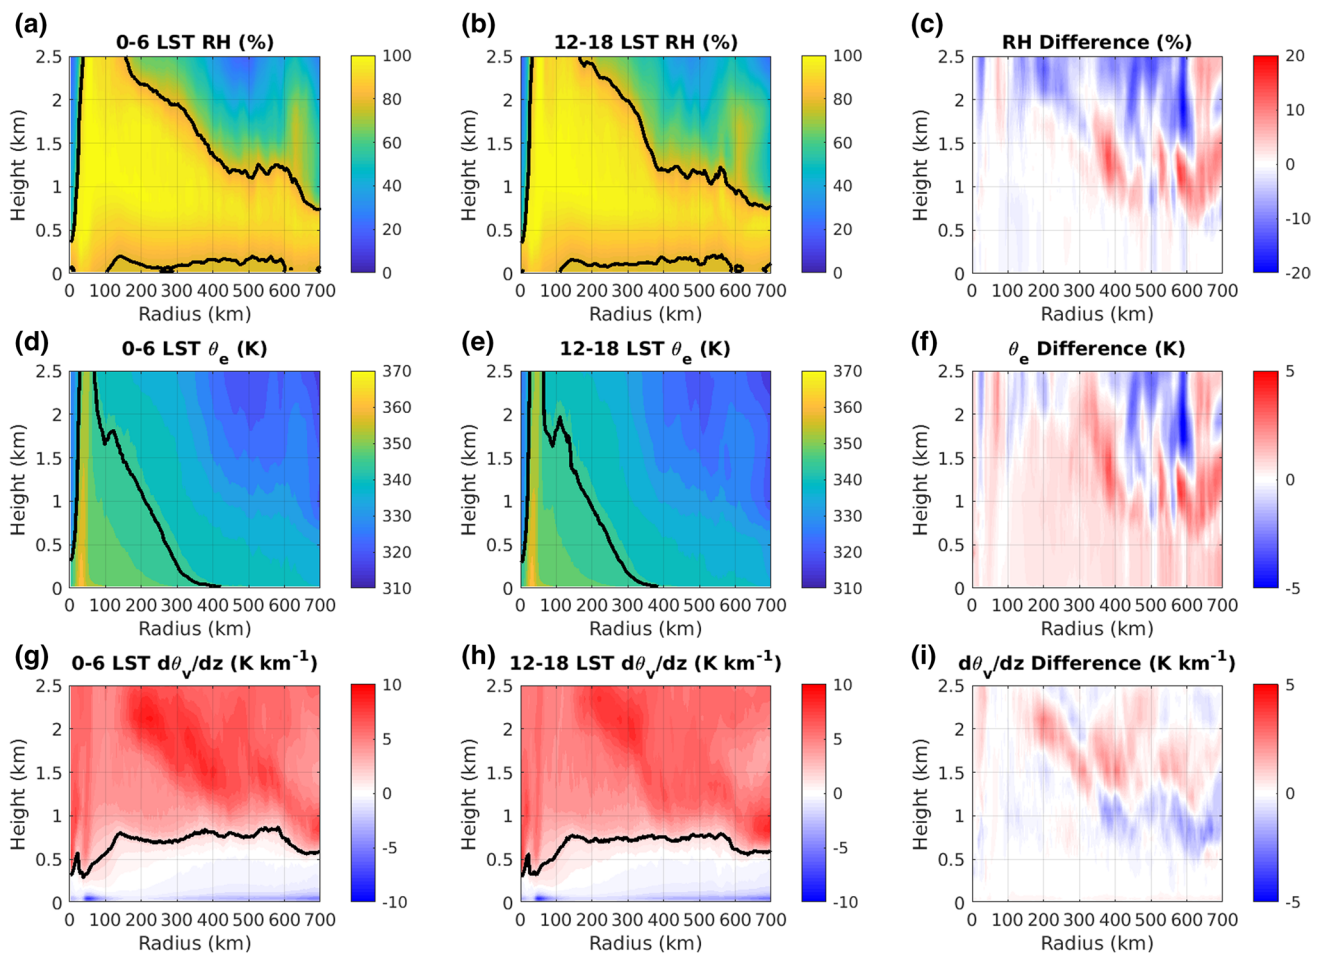 (a) 0-6 LST RH (%)
(b) 12-18 LST RH (%)
(c) RH Difference (%)
2.5
2
1.5
1
0.5
0
Height (km)
0 100 200 300 400 500 600 700
Radius (km)
100
80
60
40
20
0
2.5
2
1.5
1
0.5
0
Height (km)
0 100 200 300 400 500 600 700
Radius (km)
100
80
60
40
20
0
2.5
2
1.5
1
0.5
0
Height (km)
0 100 200 300 400 500 600 700
Radius (km)
20
10
0
-10
-20
(d) 0-6 LST θe (K)
(e) 12-18 LST θe (K)
(f) θe Difference (K)
2.5
2
1.5
1
0.5
0
Height (km)
0 100 200 300 400 500 600 700
Radius (km)
370
360
350
340
330
320
310
2.5
2
1.5
1
0.5
0
Height (km)
0 100 200 300 400 500 600 700
Radius (km)
370
360
350
340
330
320
310
2.5
2
1.5
1
0.5
0
Height (km)
0 100 200 300 400 500 600 700
Radius (km)
5
0
-5
(g) 0-6 LST dθv/dz (K km-1)
(h) 12-18 LST dθv/dz (K km-1)
(i) dθv/dz Difference (K km-1)
2.5
2
1.5
1
0.5
0
Height (km)
0 100 200 300 400 500 600 700
Radius (km)
10
5
0
-5
-10
2.5
2
1.5
1
0.5
0
Height (km)
0 100 200 300 400 500 600 700
Radius (km)
10
5
0
-5
-10
2.5
2
1.5
1
0.5
0
Height (km)
0 100 200 300 400 500 600 700
Radius (km)
5
0
-5